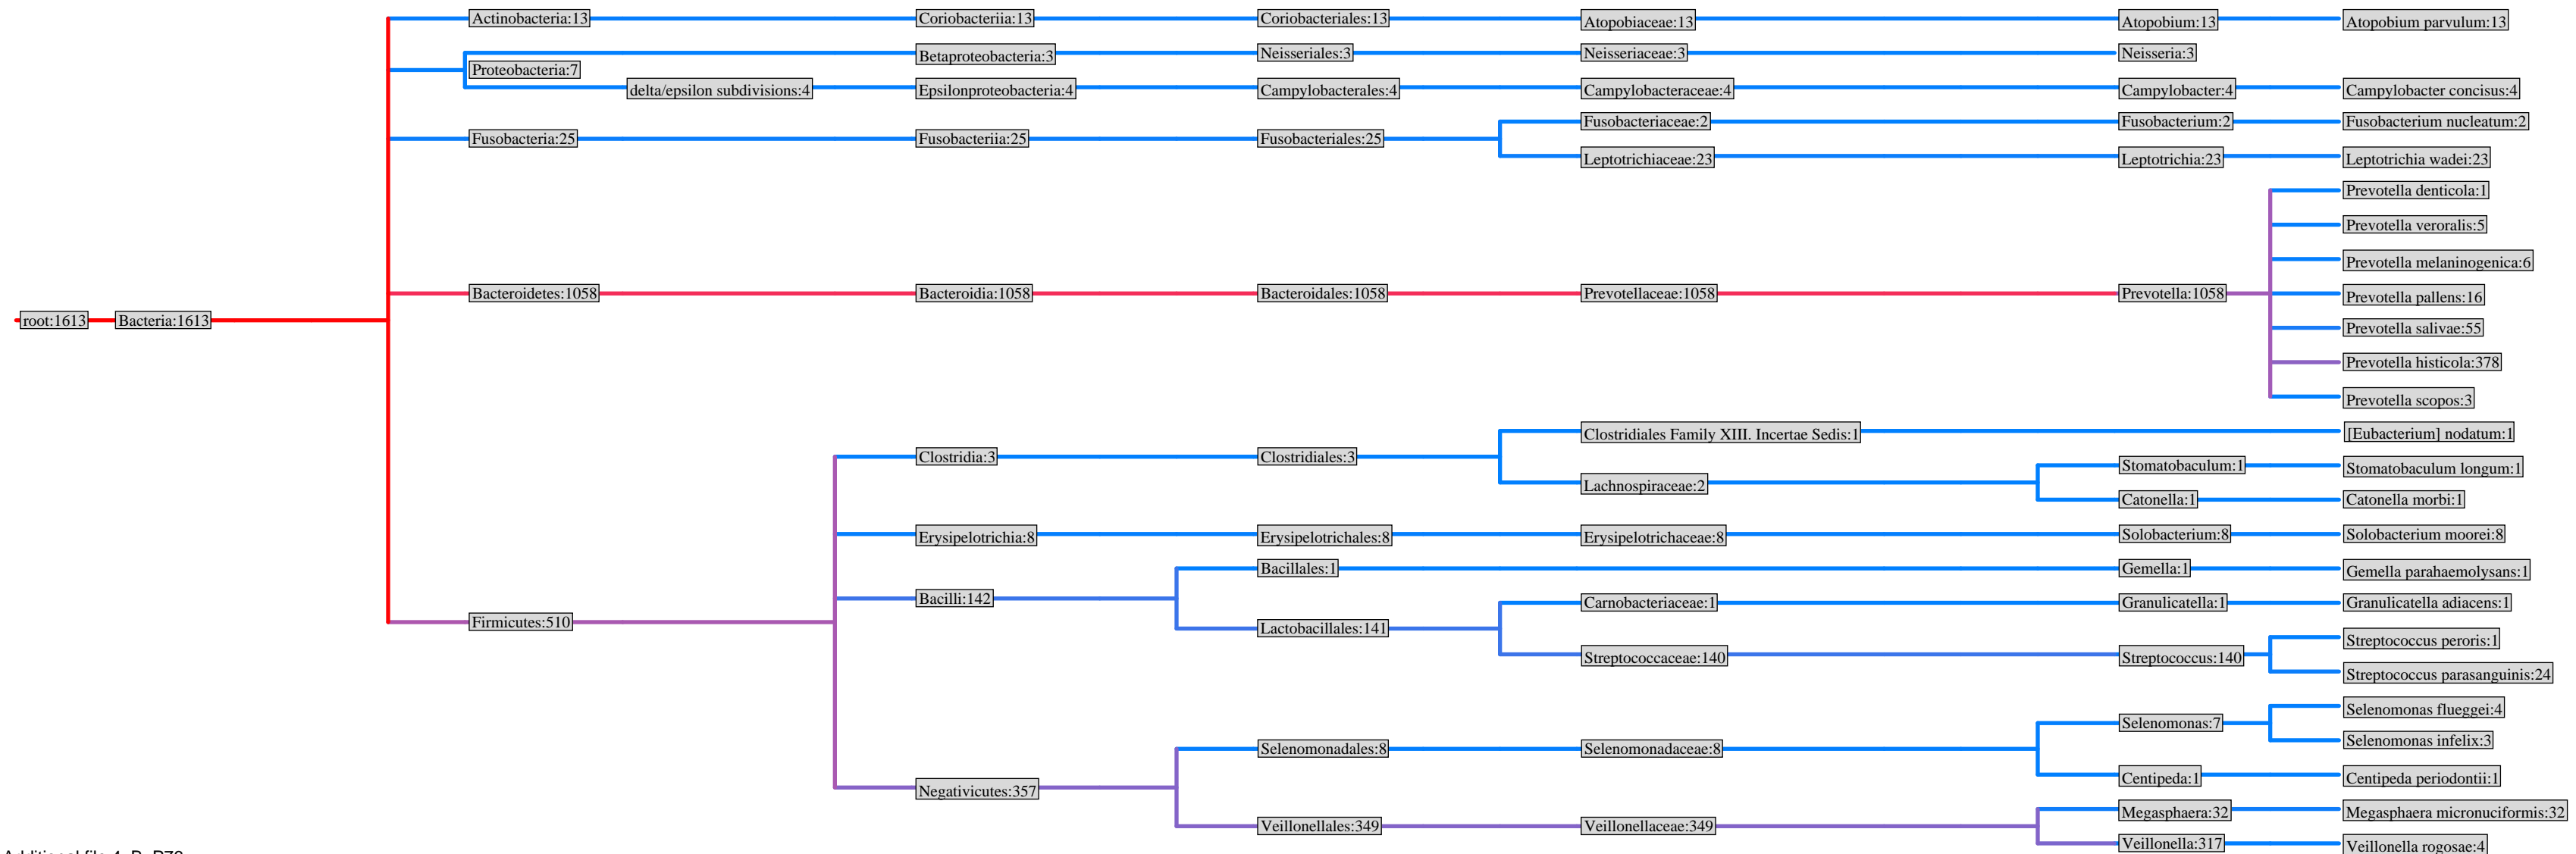 Actinobacteria:13 Coriobacteriia:13 Coriobacteriales:13 Atopobiaceae:13 Atopobium:13 Atopobium parvulum:13
Betaproteobacteria:3 Neisseriales:3 Neisseriaceae:3 Neisseria:3
Proteobacteria:7
delta/epsilon subdivisions:4 Epsilonproteobacteria:4 Campylobacterales:4 Campylobacteraceae:4 Campylobacter:4 Campylobacter concisus:4
Fusobacteriaceae:2 Fusobacterium:2 Fusobacterium nucleatum:2
Fusobacteria:25 Fusobacteriia:25 Fusobacteriales:25
Leptotrichiaceae:23 Leptotrichia:23 Leptotrichia wadei:23
Prevotella denticola:1
Prevotella veroralis:5
Prevotella melaninogenica:6
Bacteroidetes:1058 Bacteroidia:1058 Bacteroidales:1058 Prevotellaceae:1058 Prevotella:1058 Prevotella pallens:16
root:1613 Bacteria:1613
Prevotella salivae:55
Prevotella histicola:378
Prevotella scopos:3
Clostridiales Family XIII. Incertae Sedis:1 [Eubacterium] nodatum:1
Clostridia:3 Clostridiales:3
Stomatobaculum:1 Stomatobaculum longum:1
Lachnospiraceae:2
Catonella:1 Catonella morbi:1
Erysipelotrichia:8 Erysipelotrichales:8 Erysipelotrichaceae:8 Solobacterium:8 Solobacterium moorei:8
Bacillales:1 Gemella:1 Gemella parahaemolysans:1
Bacilli:142
Carnobacteriaceae:1 Granulicatella:1 Granulicatella adiacens:1
Firmicutes:510
Lactobacillales:141
Streptococcus peroris:1
Streptococcaceae:140 Streptococcus:140
Streptococcus parasanguinis:24
Selenomonas flueggei:4
Selenomonas:7
Selenomonas infelix:3
Selenomonadales:8 Selenomonadaceae:8
Centipeda:1 Centipeda periodontii:1
Negativicutes:357
Megasphaera:32 Megasphaera micronuciformis:32
Veillonellales:349 Veillonellaceae:349
Veillonella:317 Veillonella rogosae:4